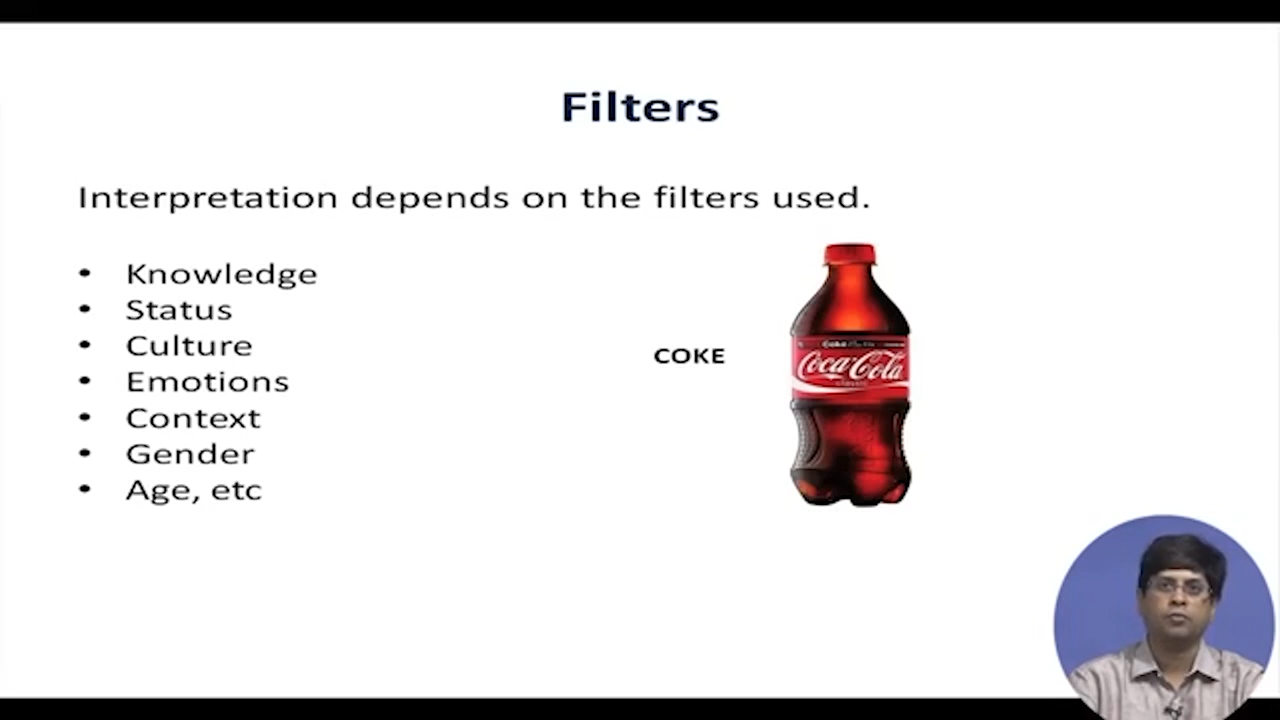 Filters
Interpretation depends on the filters used.
• Knowledge
• Status
• Culture
• Emotions
• Context
• Gender
• Age, etc
COKE
Coca-Cola